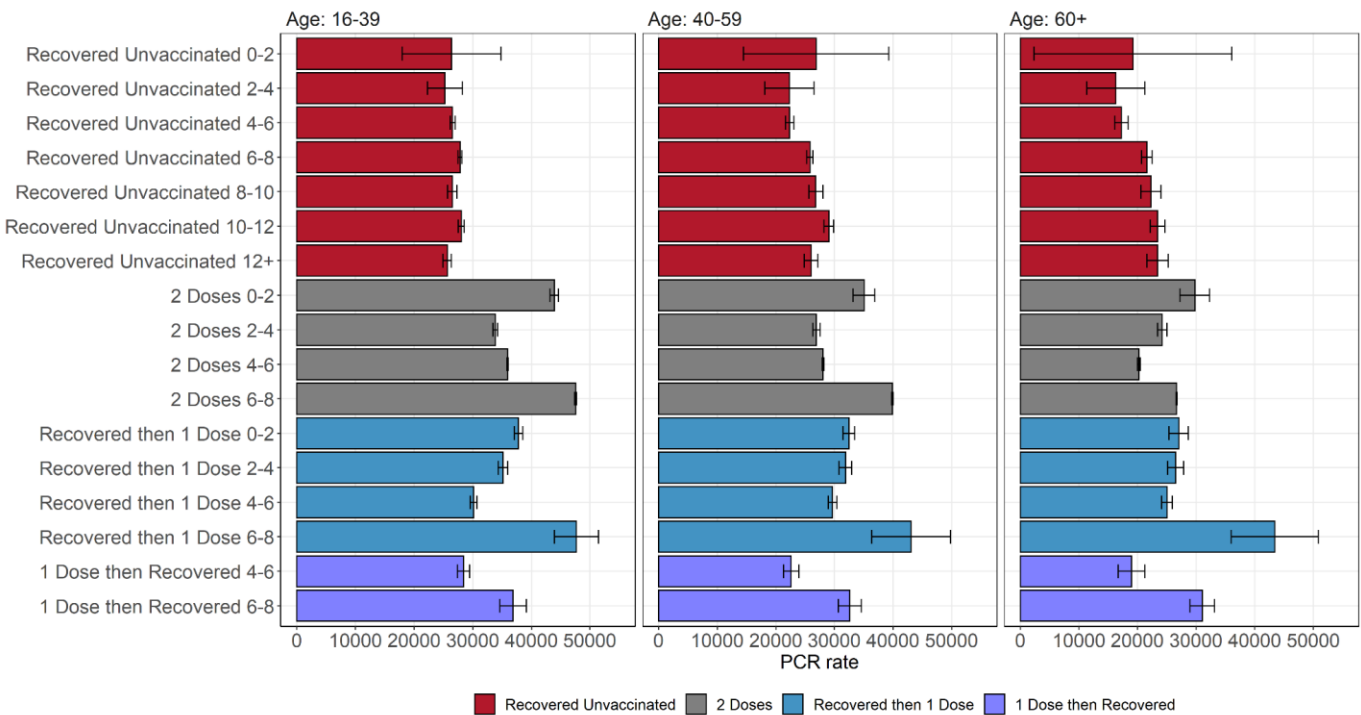 Age: 16-39 Age: 40-59 Age: 60+
Recovered Unvaccinated 0-2
Recovered Unvaccinated 2-4
Recovered Unvaccinated 4-6
Recovered Unvaccinated 6-8
Recovered Unvaccinated 8-10
Recovered Unvaccinated 10-12
Recovered Unvaccinated 12+
2 Doses 0-2
2 Doses 2-4
2 Doses 4-6
2 Doses 6-8
Recovered then 1 Dose 0-2
Recovered then 1 Dose 2-4
Recovered then 1 Dose 4-6
Recovered then 1 Dose 6-8
1 Dose then Recovered 4-6
1 Dose then Recovered 6-8
0 10000 20000 30000 40000 50000 0 10000 20000 30000 40000 50000 0 10000 20000 30000 40000 50000
PCR rate
Recovered Unvaccinated 2 Doses Recovered then 1 Dose 1 Dose then Recovered